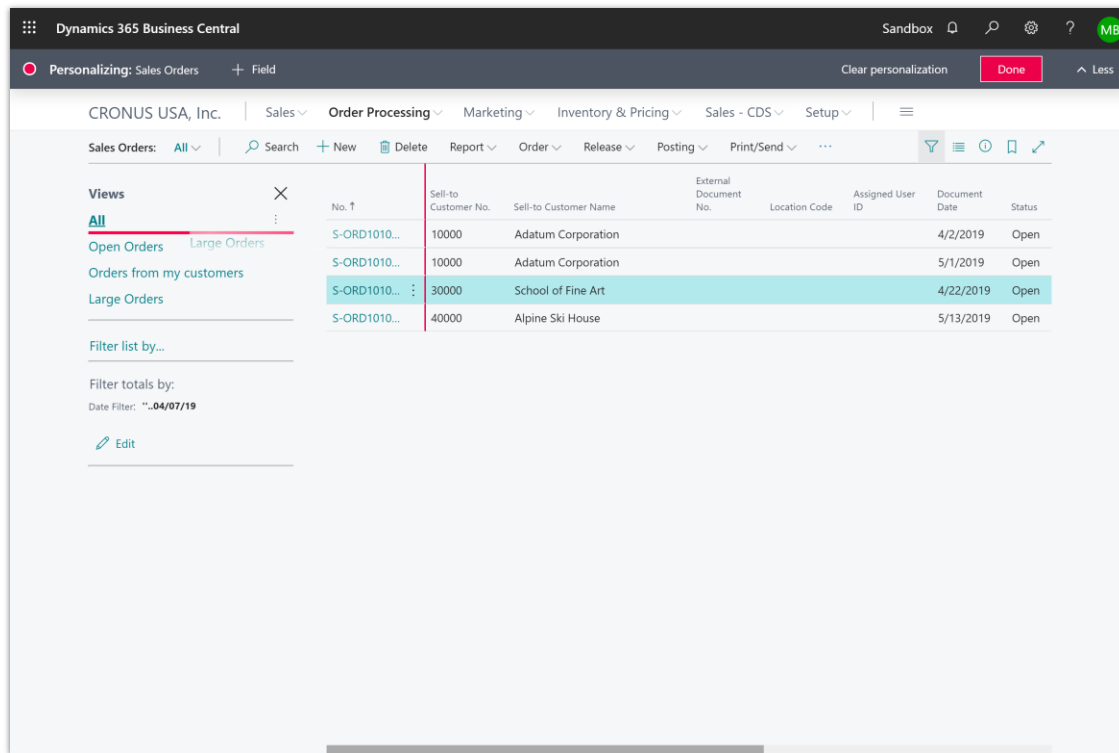 Dynamics 365 Business Central Sandbox ? MB
Personalizing: Sales Orders + Field Clear personalization Done Less
CRONUS USA, Inc. Sales Order Processing Marketing Inventory & Pricing Sales - CDS Setup
Sales Orders: All Search + New Delete Report Order Release Posting Print/Send ...
Views
All
Open Orders Large Orders
Orders from my customers
Large Orders
Filter list by...
Filter totals by:
Date Filter: ''..04/07/19
Edit
No. ↑ Sell-to Customer No. Sell-to Customer Name External Document No. Location Code Assigned User ID Document Date Status
S-ORD1010... 10000 Adatum Corporation 4/2/2019 Open
S-ORD1010... 10000 Adatum Corporation 5/1/2019 Open
S-ORD1010... 30000 School of Fine Art 4/22/2019 Open
S-ORD1010... 40000 Alpine Ski House 5/13/2019 Open